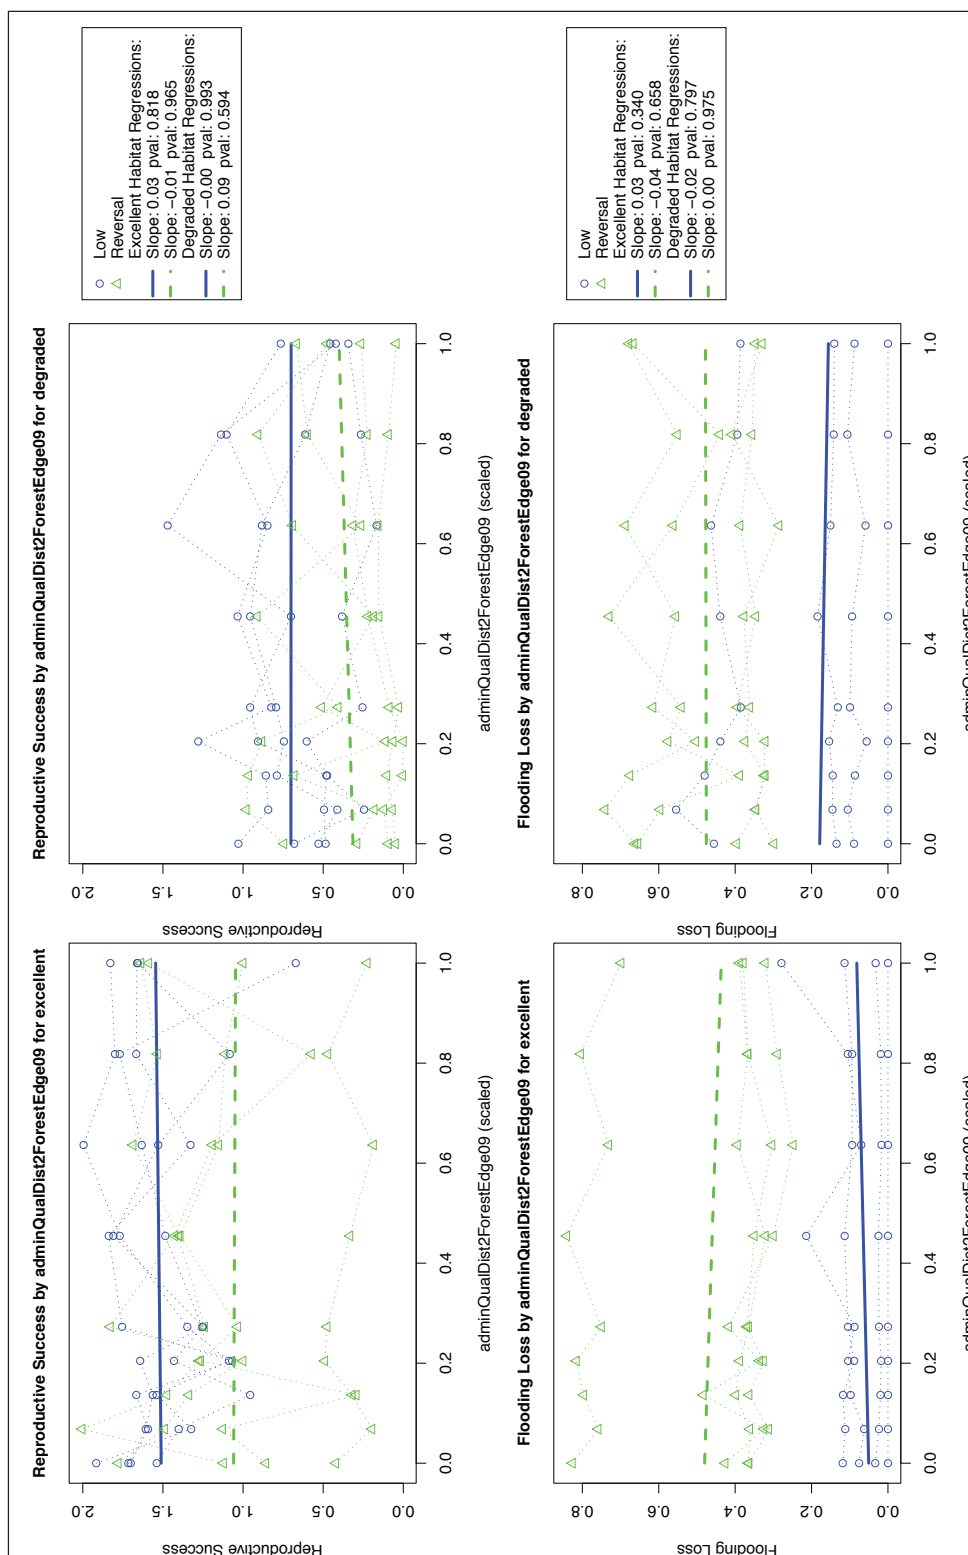 Reproductive Success by adminQualDist2ForestEdge09 for excellent
Reproductive Success
0.0 0.5 1.0 1.5 2.0
0.0 0.2 0.4 0.6 0.8 1.0
adminQualDist2ForestEdge09 (scaled)
Reproductive Success by adminQualDist2ForestEdge09 for degraded
Reproductive Success
0.0 0.5 1.0 1.5 2.0
0.0 0.2 0.4 0.6 0.8 1.0
adminQualDist2ForestEdge09 (scaled)
Low
Reversal
Excellent Habitat Regressions:
Slope: 0.03 pval: 0.818
Slope: −0.01 pval: 0.965
Degraded Habitat Regressions:
Slope: −0.00 pval: 0.993
Slope: 0.09 pval: 0.594
Flooding Loss by adminQualDist2ForestEdge09 for excellent
Flooding Loss
0.0 0.2 0.4 0.6 0.8
0.0 0.2 0.4 0.6 0.8 1.0
adminQualDist2ForestEdge09 (scaled)
Flooding Loss by adminQualDist2ForestEdge09 for degraded
Flooding Loss
0.0 0.2 0.4 0.6 0.8
0.0 0.2 0.4 0.6 0.8 1.0
adminQualDist2ForestEdge09 (scaled)
Low
Reversal
Excellent Habitat Regressions:
Slope: 0.03 pval: 0.340
Slope: −0.04 pval: 0.658
Degraded Habitat Regressions:
Slope: −0.02 pval: 0.797
Slope: 0.00 pval: 0.975